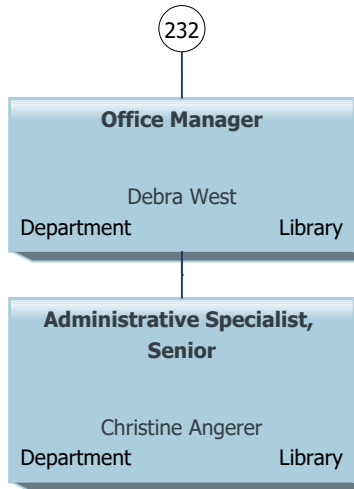 232
Office Manager
Debra West
Department Library
Administrative Specialist,
Senior
Christine Angerer
Department Library